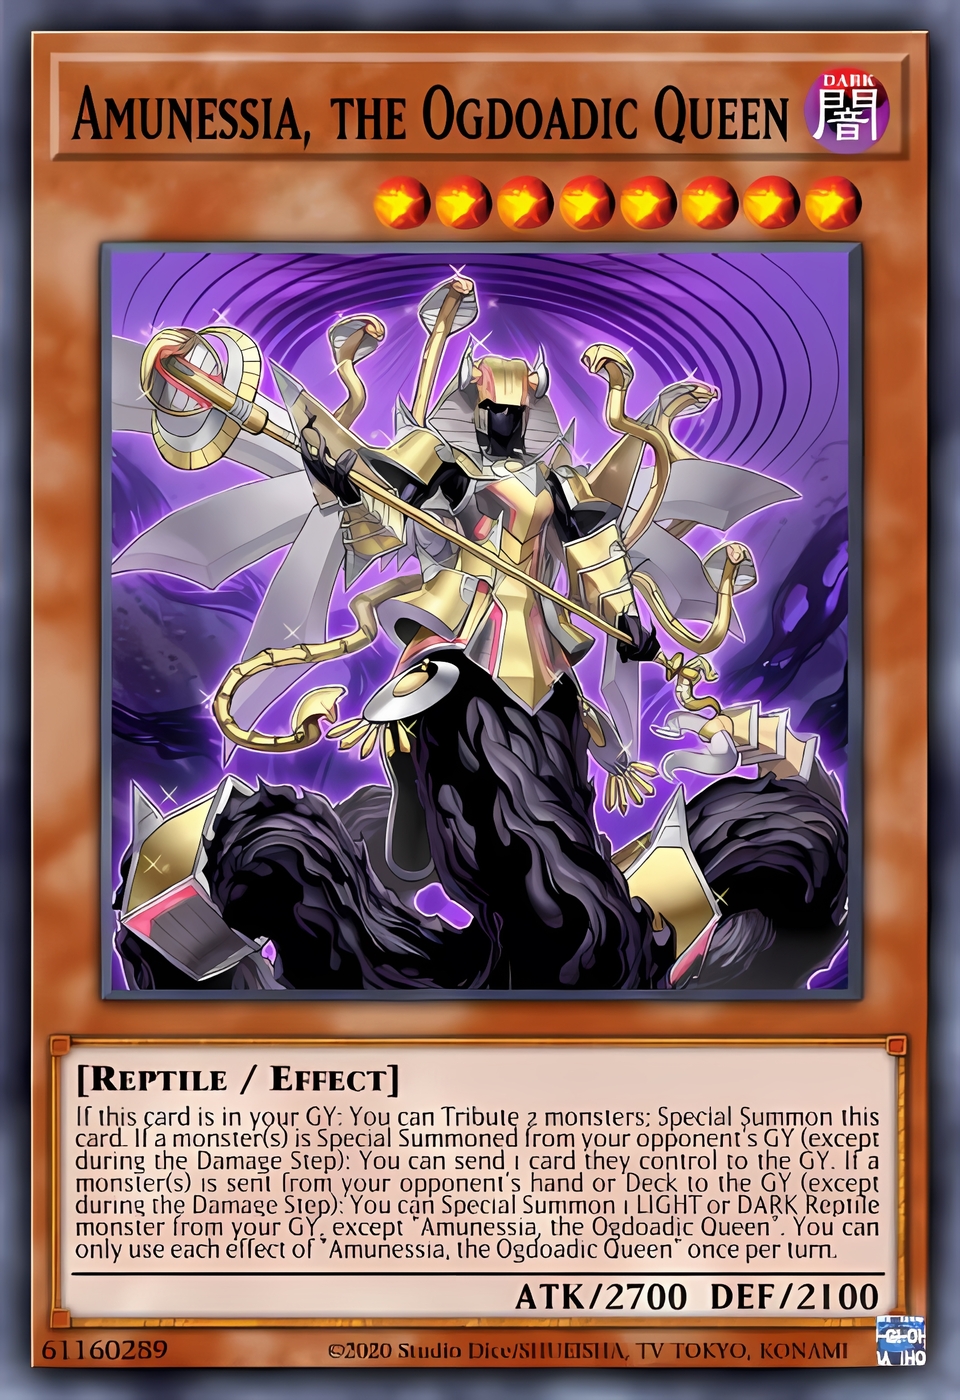 AMUNESSIA, THE OGDOADIC QUEEN
DARK
闇
[REPTILE / EFFECT]
If this card is in your GY: You can Tribute 2 monsters; Special Summon this
card. If a monster(s) is Special Summoned from your opponent's GY (except
during the Damage Step): You can send 1 card they control to the GY. If a
monster(s) is sent from your opponent's hand or Deck to the GY (except
during the Damage Step): You can Special Summon 1 LIGHT or DARK Reptile
monster from your GY, except "Amunessia, the Ogdoadic Queen". You can
only use each effect of "Amunessia, the Ogdoadic Queen" once per turn.
ATK/2700 DEF/2100
61160289
©2020 Studio Dice/SHUEISHA, TV TOKYO, KONAMI